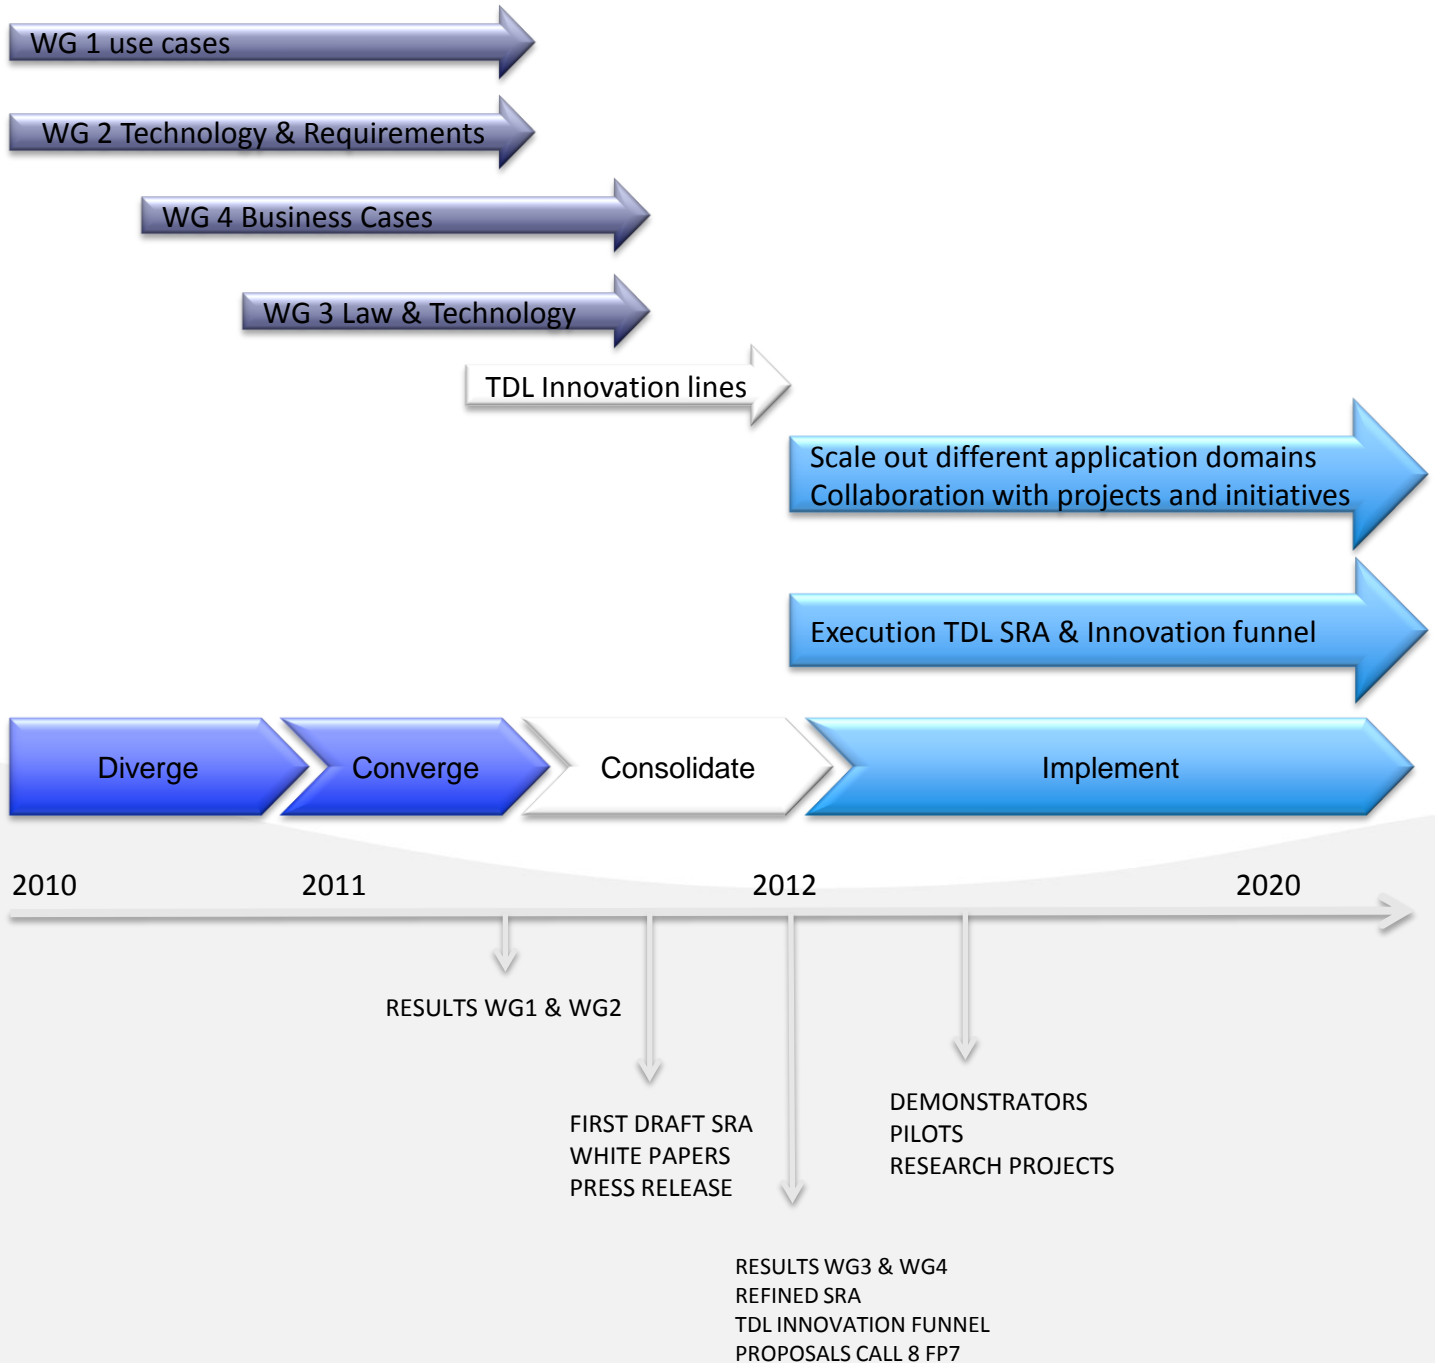 WG 1 use cases
WG 2 Technology & Requirements
WG 4 Business Cases
WG 3 Law & Technology
TDL Innovation lines
Scale out different application domains
Collaboration with projects and initiatives
Execution TDL SRA & Innovation funnel
Diverge
Converge
Consolidate
Implement
2010
2011
2012
2020
RESULTS WG1 & WG2
FIRST DRAFT SRA
WHITE PAPERS
PRESS RELEASE
DEMONSTRATORS
PILOTS
RESEARCH PROJECTS
RESULTS WG3 & WG4
REFINED SRA
TDL INNOVATION FUNNEL
PROPOSALS CALL 8 FP7